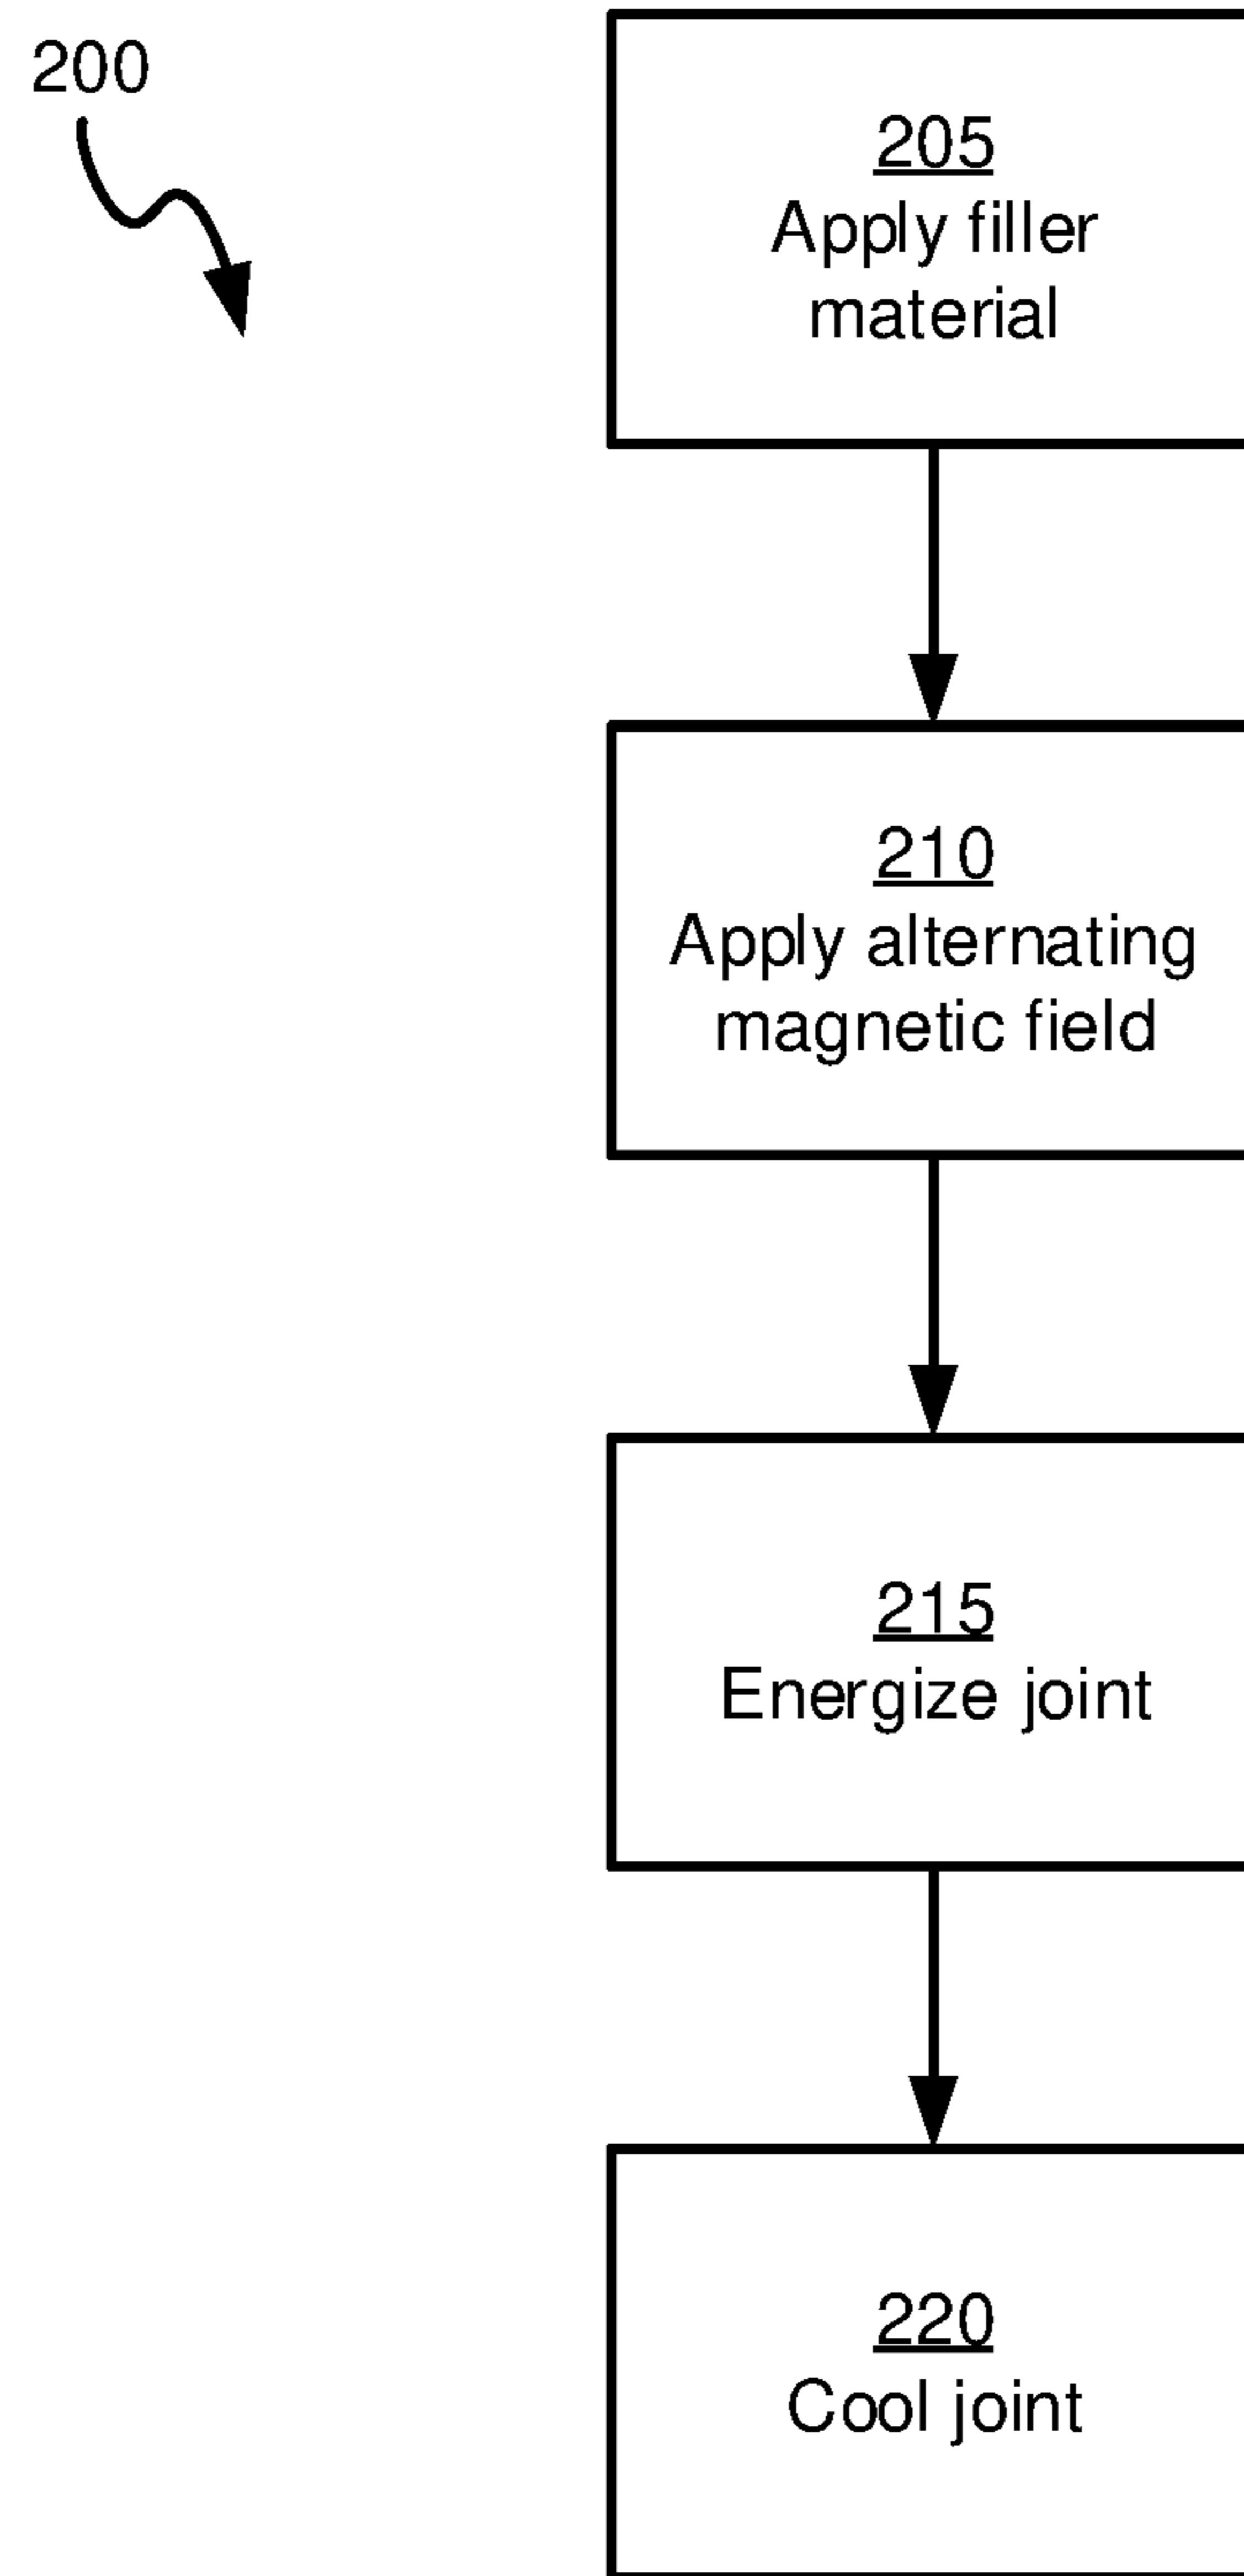 200
205
Apply filler
material
210
Apply alternating
magnetic field
215
Energize joint
220
Cool joint